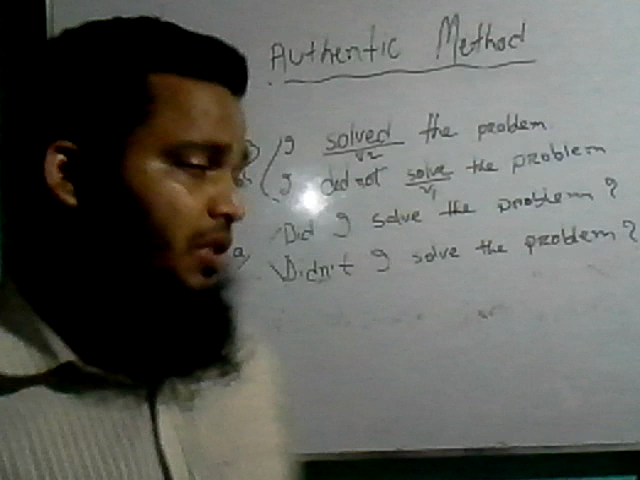 Authentic Method
I solved the problem
V2
I did not solve the problem
V1
Did I solve the problem?
Didn't I solve the problem?